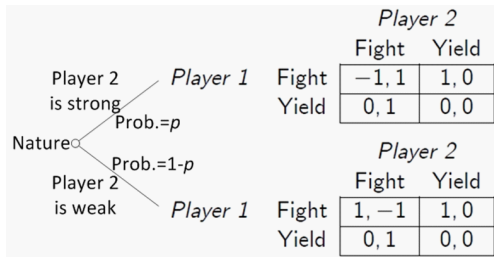 Player 2
Fight Yield
Player 1 Fight −1, 1 1, 0
Yield 0, 1 0, 0
Player 2
is strong
Prob.=p
Nature
Prob.=1-p
Player 2
is weak
Player 2
Fight Yield
Player 1 Fight 1, −1 1, 0
Yield 0, 1 0, 0